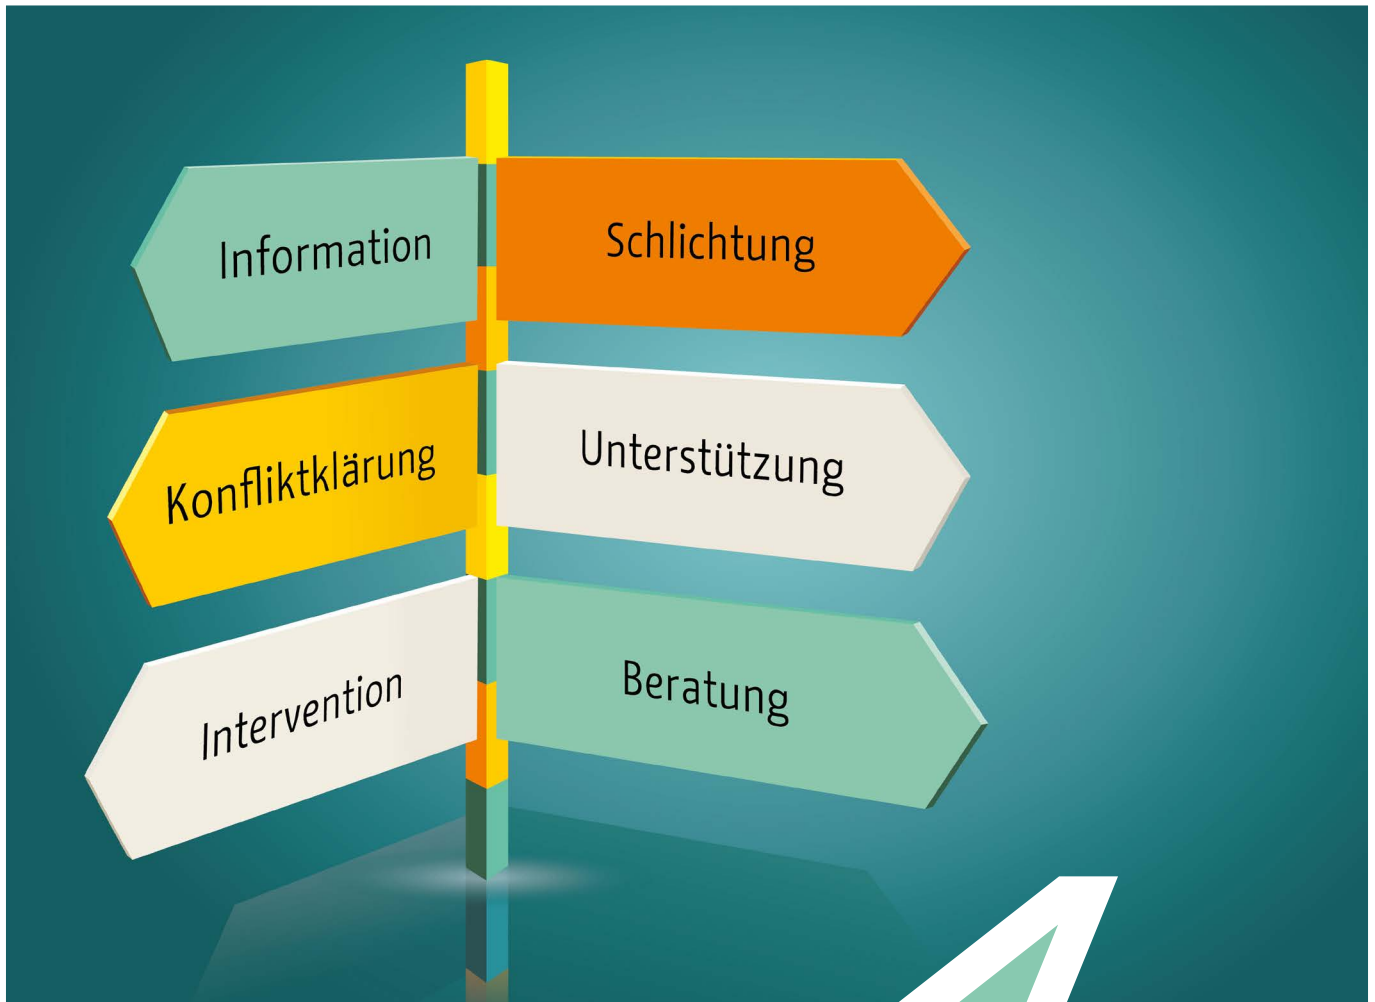 Information
Schlichtung
Konfliktklärung
Unterstützung
Intervention
Beratung